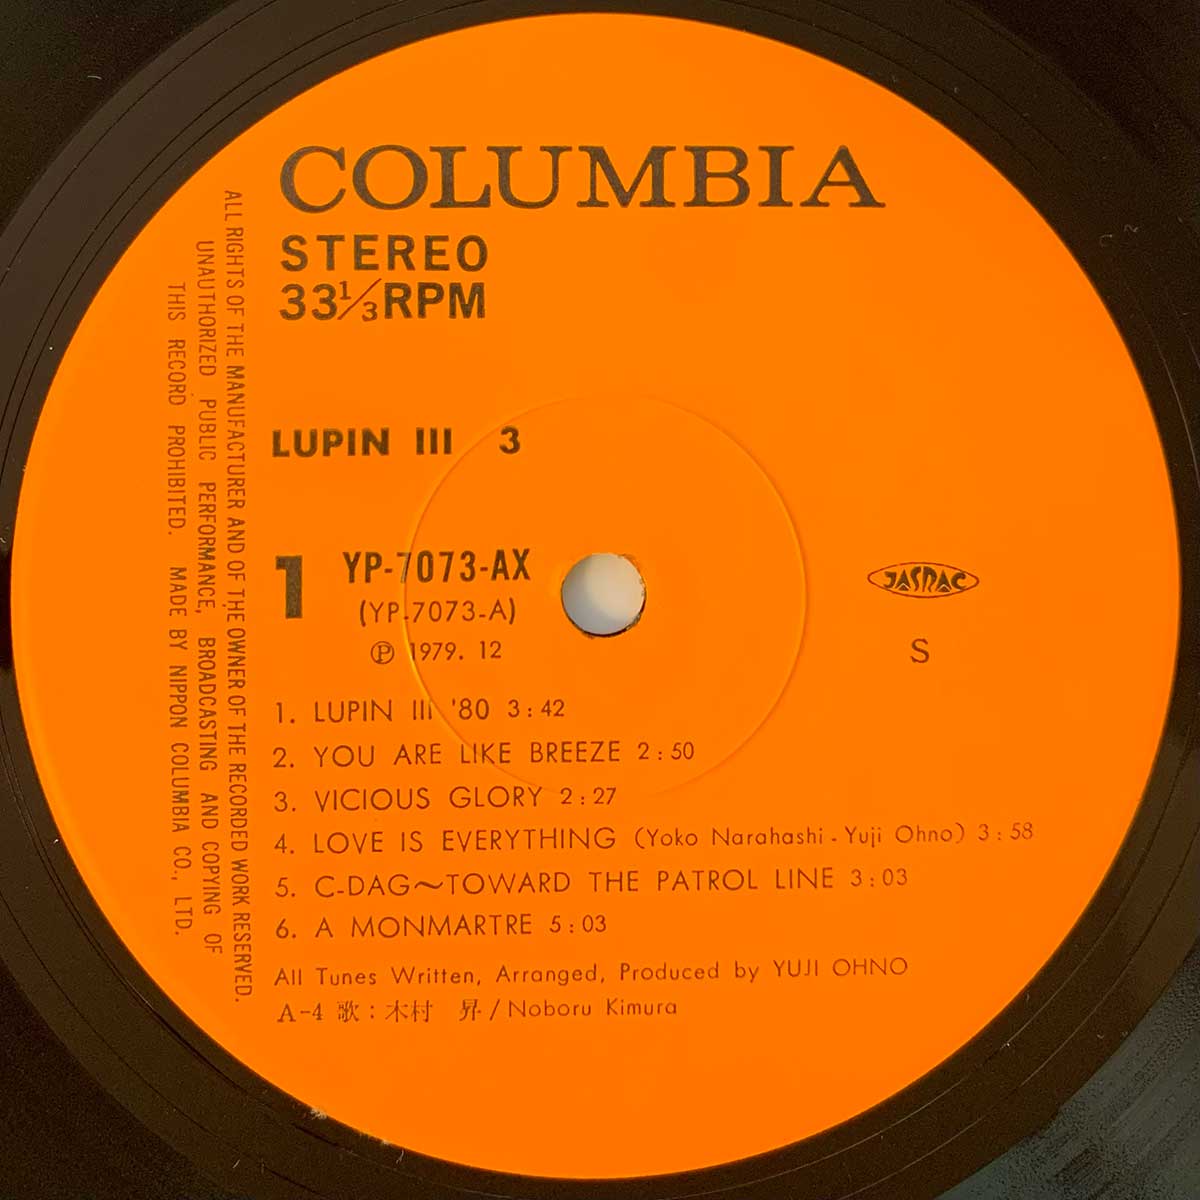 COLUMBIA
STEREO
33 1/3 RPM
LUPIN III 3
1 YP-7073-AX
(YP-7073-A)
Ⓟ 1979. 12
JASRAC
S
1. LUPIN III '80 3:42
2. YOU ARE LIKE BREEZE 2:50
3. VICIOUS GLORY 2:27
4. LOVE IS EVERYTHING (Yoko Narahashi - Yuji Ohno) 3:58
5. C-DAG〜TOWARD THE PATROL LINE 3:03
6. A MONMARTRE 5:03
All Tunes Written, Arranged, Produced by YUJI OHNO
A-4 歌:木村 昇/Noboru Kimura
ALL RIGHTS OF THE MANUFACTURER AND OF THE OWNER OF THE RECORDED WORK RESERVED.
UNAUTHORIZED PUBLIC PERFORMANCE, BROADCASTING AND COPYING OF
THIS RECORD PROHIBITED. MADE BY NIPPON COLUMBIA CO., LTD.